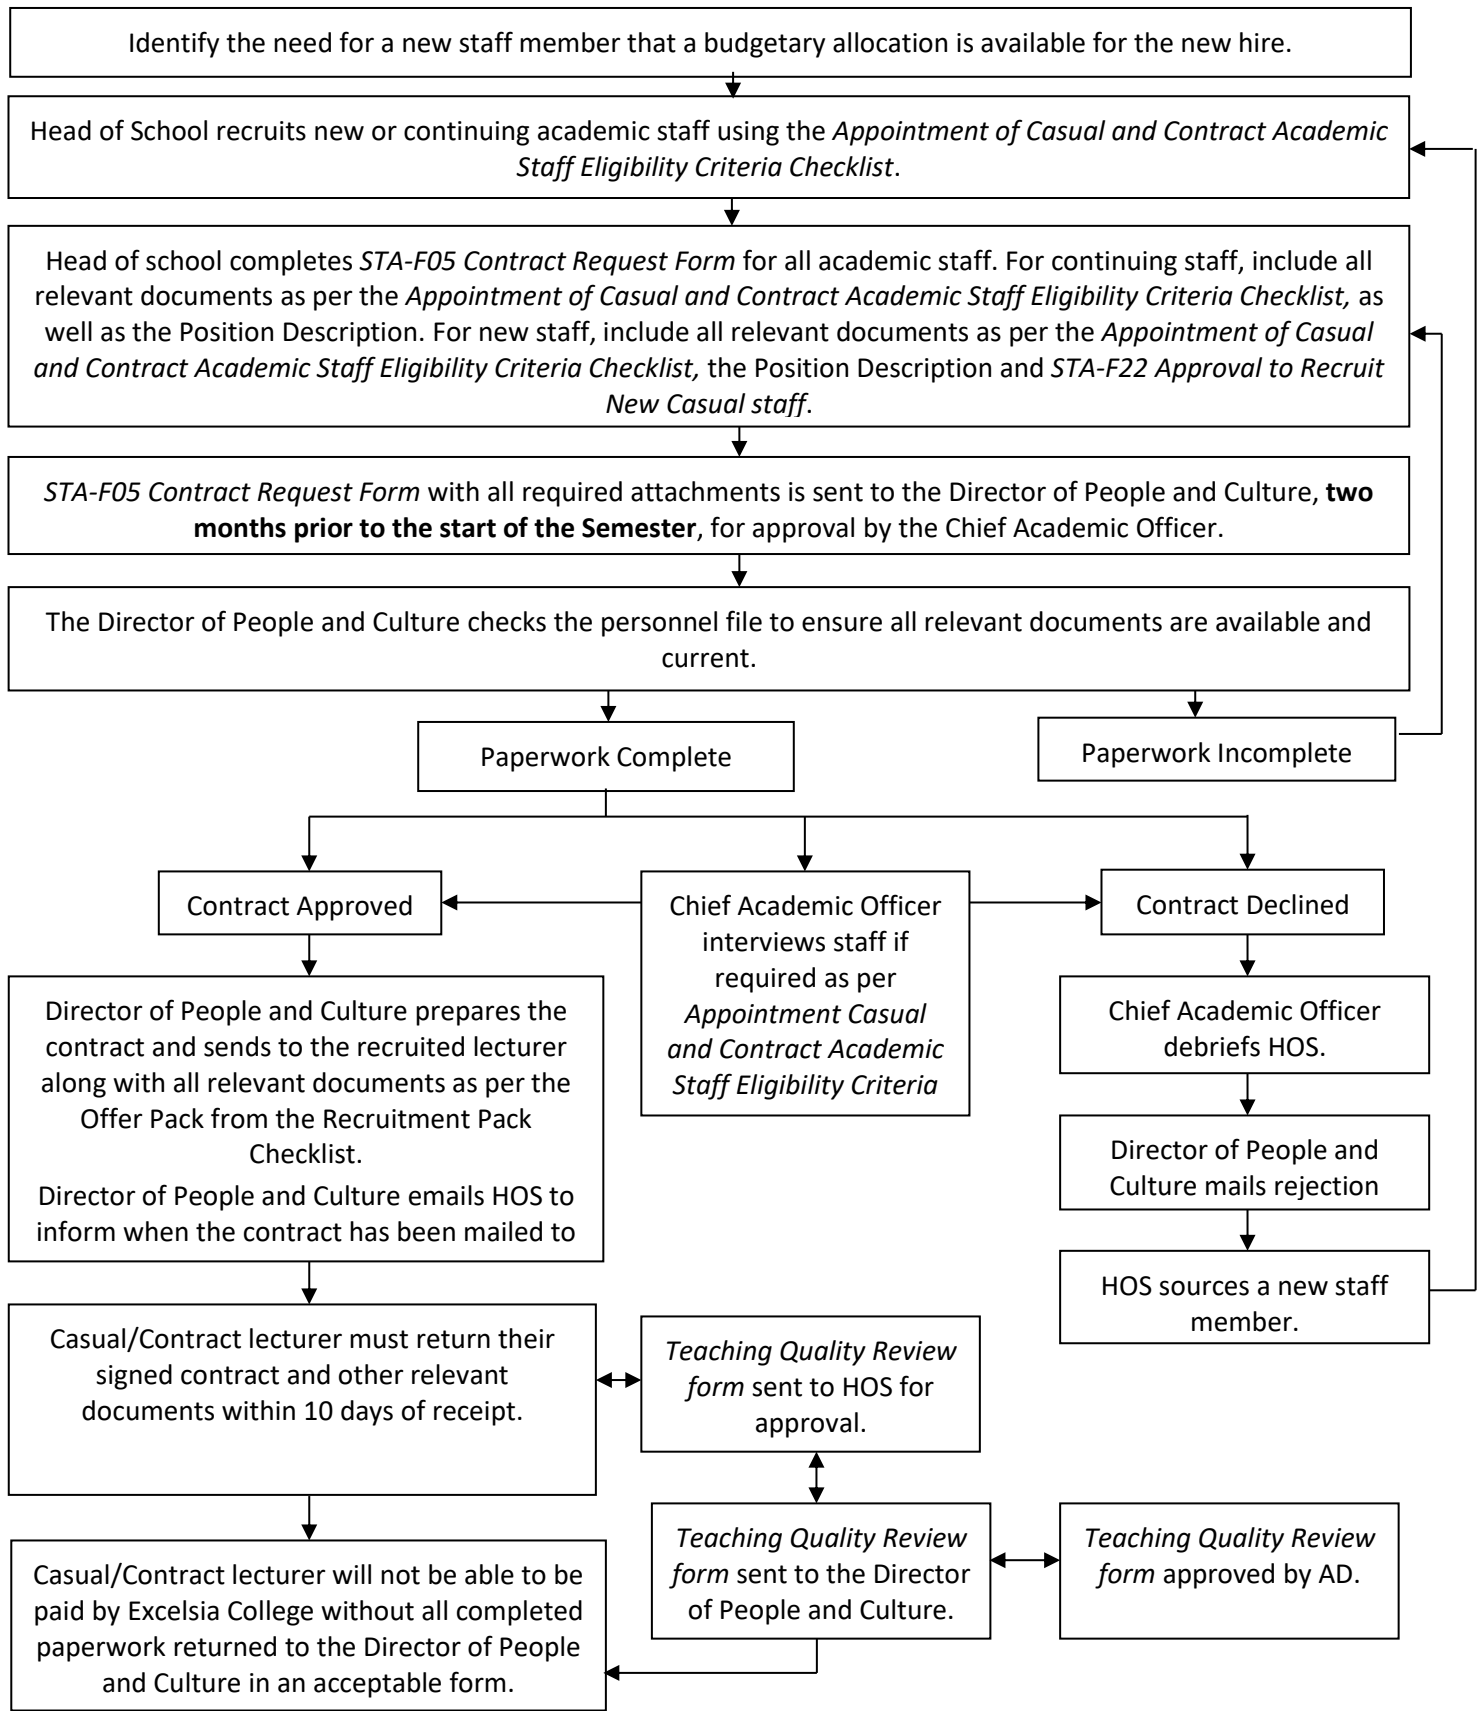 Identify the need for a new staff member that a budgetary allocation is available for the new hire.
Head of School recruits new or continuing academic staff using the Appointment of Casual and Contract Academic
Staff Eligibility Criteria Checklist.
Head of school completes STA-F05 Contract Request Form for all academic staff. For continuing staff, include all
relevant documents as per the Appointment of Casual and Contract Academic Staff Eligibility Criteria Checklist, as
well as the Position Description. For new staff, include all relevant documents as per the Appointment of Casual
and Contract Academic Staff Eligibility Criteria Checklist, the Position Description and STA-F22 Approval to Recruit
New Casual staff.
STA-F05 Contract Request Form with all required attachments is sent to the Director of People and Culture, two
months prior to the start of the Semester, for approval by the Chief Academic Officer.
The Director of People and Culture checks the personnel file to ensure all relevant documents are available and
current.
Paperwork Complete
Paperwork Incomplete
Contract Approved
Chief Academic Officer
interviews staff if
required as per
Appointment Casual
and Contract Academic
Staff Eligibility Criteria
Contract Declined
Director of People and Culture prepares the
contract and sends to the recruited lecturer
along with all relevant documents as per the
Offer Pack from the Recruitment Pack
Checklist.
Director of People and Culture emails HOS to
inform when the contract has been mailed to
Chief Academic Officer
debriefs HOS.
Director of People and
Culture mails rejection
HOS sources a new staff
member.
Casual/Contract lecturer must return their
signed contract and other relevant
documents within 10 days of receipt.
Teaching Quality Review
form sent to HOS for
approval.
Teaching Quality Review
form sent to the Director
of People and Culture.
Teaching Quality Review
form approved by AD.
Casual/Contract lecturer will not be able to be
paid by Excelsia College without all completed
paperwork returned to the Director of People
and Culture in an acceptable form.